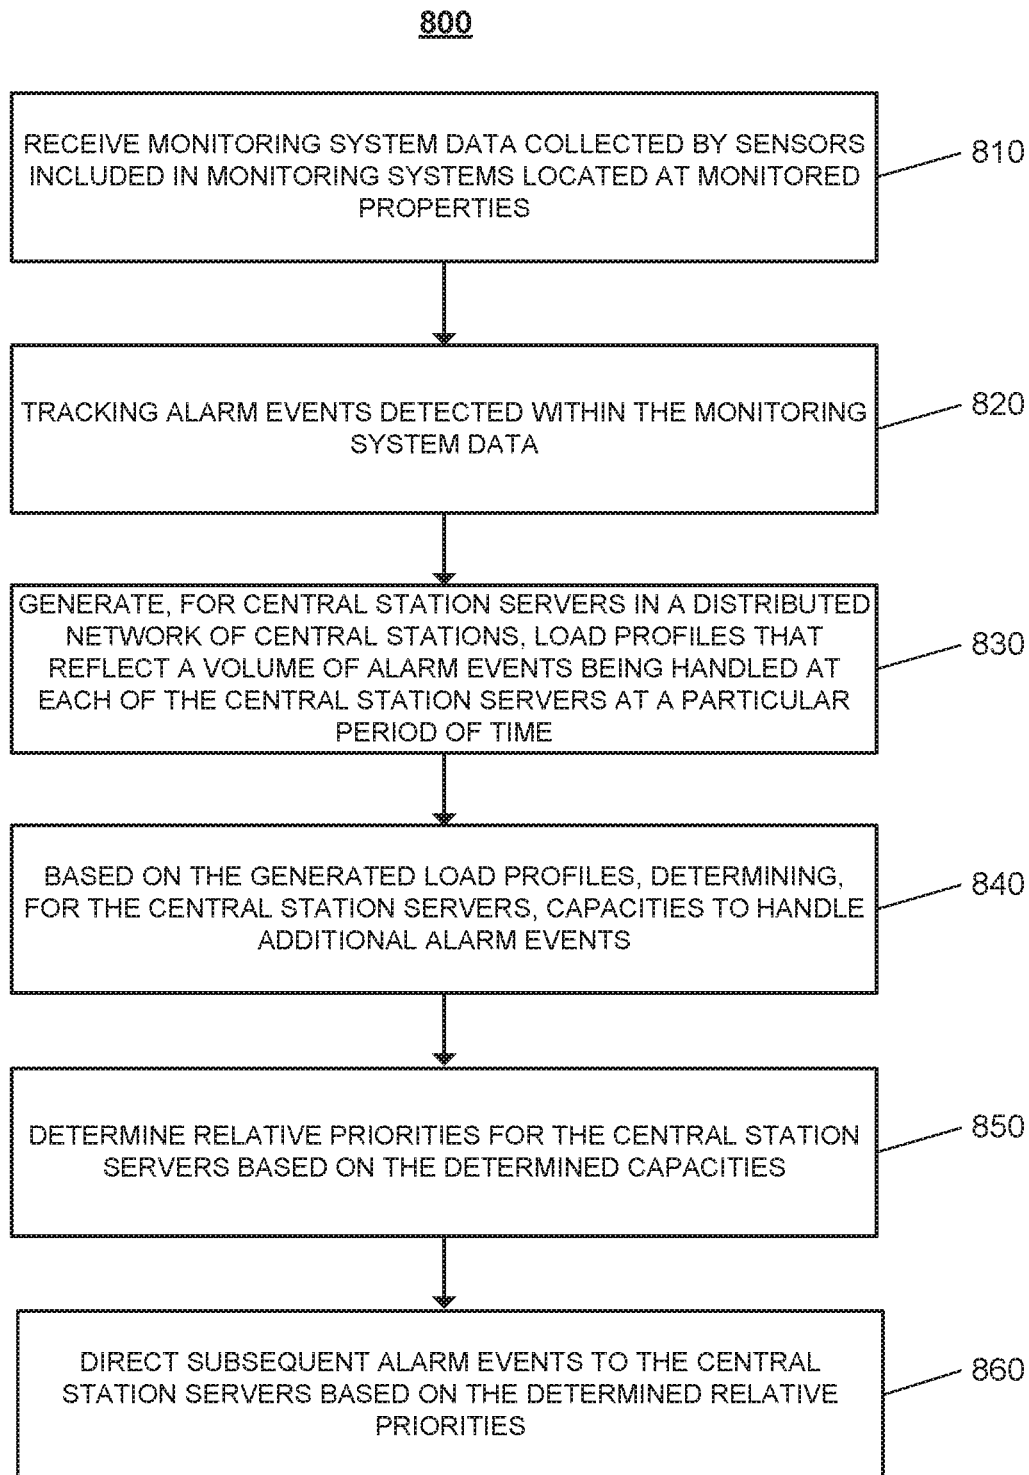 800
RECEIVE MONITORING SYSTEM DATA COLLECTED BY SENSORS
INCLUDED IN MONITORING SYSTEMS LOCATED AT MONITORED
PROPERTIES
810
TRACKING ALARM EVENTS DETECTED WITHIN THE MONITORING
SYSTEM DATA
820
GENERATE, FOR CENTRAL STATION SERVERS IN A DISTRIBUTED
NETWORK OF CENTRAL STATIONS, LOAD PROFILES THAT
REFLECT A VOLUME OF ALARM EVENTS BEING HANDLED AT
EACH OF THE CENTRAL STATION SERVERS AT A PARTICULAR
PERIOD OF TIME
830
BASED ON THE GENERATED LOAD PROFILES, DETERMINING,
FOR THE CENTRAL STATION SERVERS, CAPACITIES TO HANDLE
ADDITIONAL ALARM EVENTS
840
DETERMINE RELATIVE PRIORITIES FOR THE CENTRAL STATION
SERVERS BASED ON THE DETERMINED CAPACITIES
850
DIRECT SUBSEQUENT ALARM EVENTS TO THE CENTRAL
STATION SERVERS BASED ON THE DETERMINED RELATIVE
PRIORITIES
860